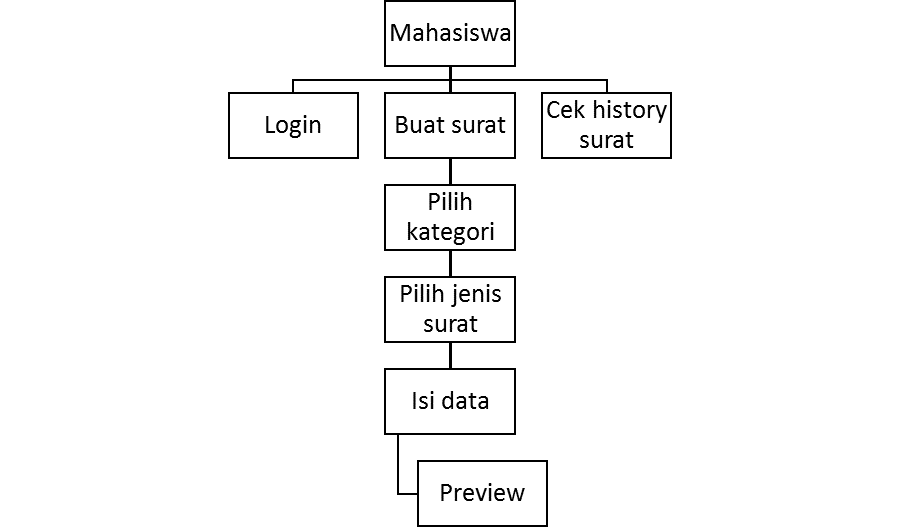 Mahasiswa
Login
Buat surat
Cek history
surat
Pilih
kategori
Pilih jenis
surat
Isi data
Preview